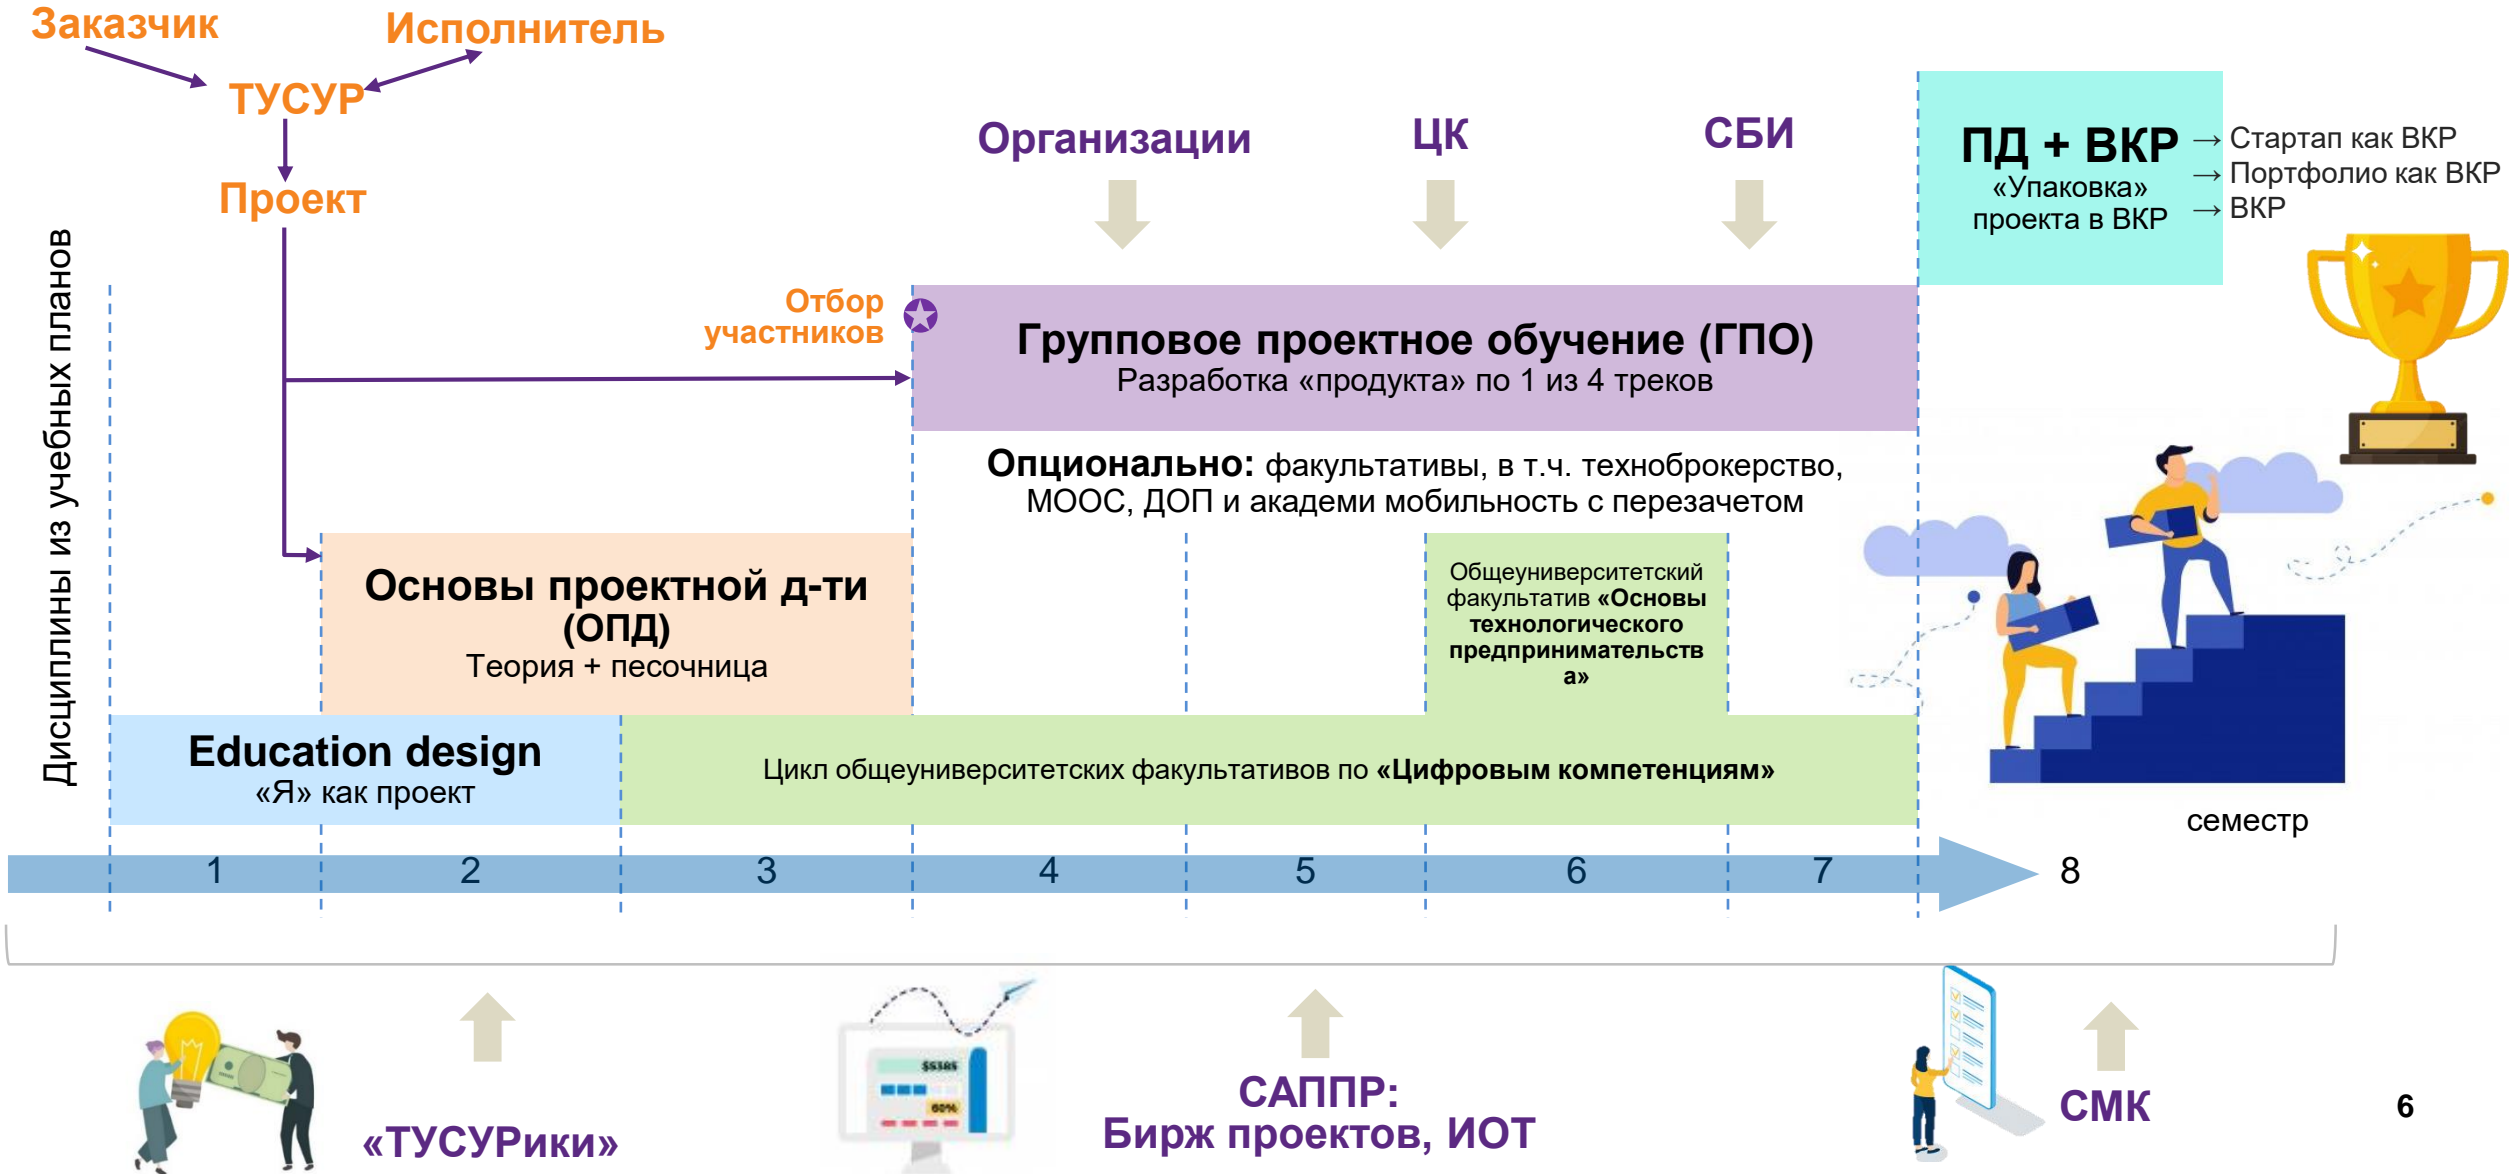 Заказчик
Исполнитель
ТУСУР
Проект
Организации
ЦК
СБИ
ПД + ВКР
«Упаковка»
проекта в ВКР
→ Стартап как ВКР
→ Портфолио как ВКР
→ ВКР
Дисциплины из учебных планов
Отбор
участников
Групповое проектное обучение (ГПО)
Разработка «продукта» по 1 из 4 треков
Опционально: факультативы, в т.ч. техноброкерство,
МООС, ДОП и академи мобильность с перезачетом
Основы проектной д-ти
(ОПД)
Теория + песочница
Общеуниверситетский
факультатив «Основы
технологического
предпринимательств
а»
Education design
«Я» как проект
Цикл общеуниверситетских факультативов по «Цифровым компетенциям»
семестр
1 2 3 4 5 6 7 8
$5385
60%
«ТУСУРики»
САППР:
Бирж проектов, ИОТ
СМК
6